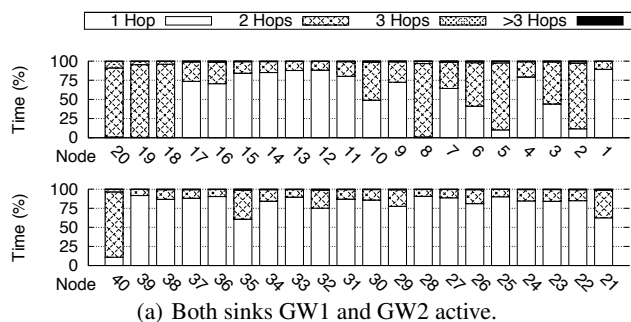 1 Hop 2 Hops 3 Hops >3 Hops
Time (%)
100
75
50
25
0
Node 20 19 18 17 16 15 14 13 12 11 10 9 8 7 6 5 4 3 2 1
Time (%)
100
75
50
25
0
Node 40 39 38 37 36 35 34 33 32 31 30 29 28 27 26 25 24 23 22 21
(a) Both sinks GW1 and GW2 active.